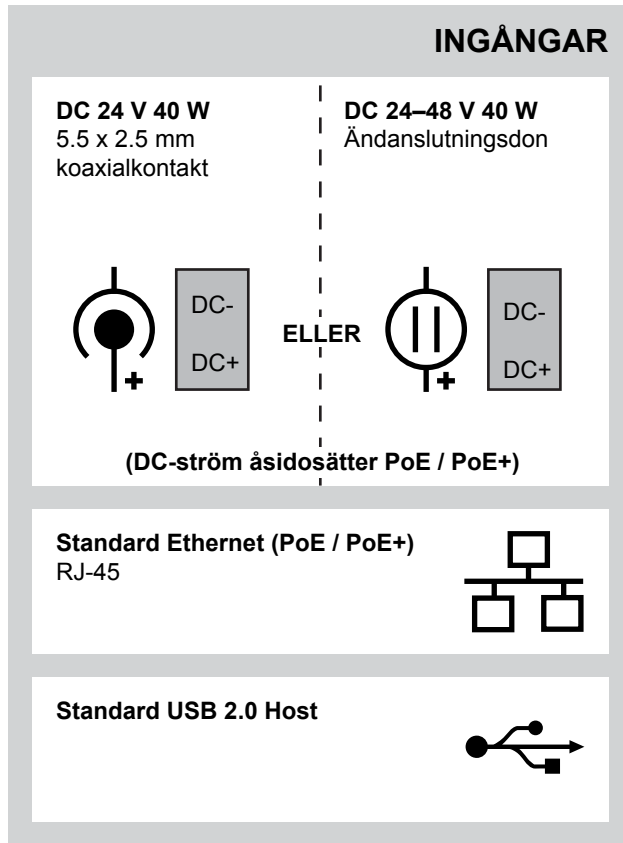 INGÅNGAR
DC 24 V 40 W
5.5 x 2.5 mm
koaxialkontakt
DC-
DC+
ELLER
DC 24–48 V 40 W
Ändanslutningsdon
DC-
DC+
(DC-ström åsidosätter PoE / PoE+)
Standard Ethernet (PoE / PoE+)
RJ-45
Standard USB 2.0 Host